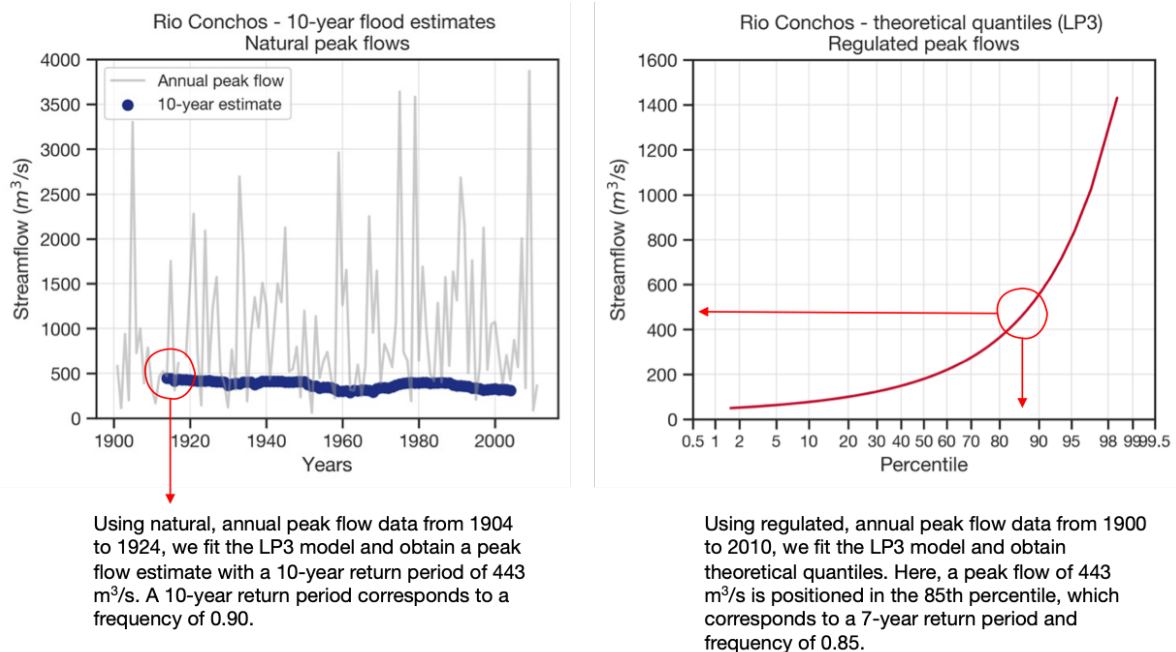 Rio Conchos - 10-year flood estimates
Natural peak flows
4000
3500
3000
2500
2000
1500
1000
500
0
Streamflow (m³/s)
Annual peak flow
10-year estimate
1900 1920 1940 1960 1980 2000
Years
Using natural, annual peak flow data from 1904
to 1924, we fit the LP3 model and obtain a peak
flow estimate with a 10-year return period of 443
m³/s. A 10-year return period corresponds to a
frequency of 0.90.
Rio Conchos - theoretical quantiles (LP3)
Regulated peak flows
1600
1400
1200
1000
800
600
400
200
0
Streamflow (m³/s)
0.5 1 2 5 10 20 30 40 50 60 70 80 90 95 98 99 99.5
Percentile
Using regulated, annual peak flow data from 1900
to 2010, we fit the LP3 model and obtain
theoretical quantiles. Here, a peak flow of 443
m³/s is positioned in the 85th percentile, which
corresponds to a 7-year return period and
frequency of 0.85.